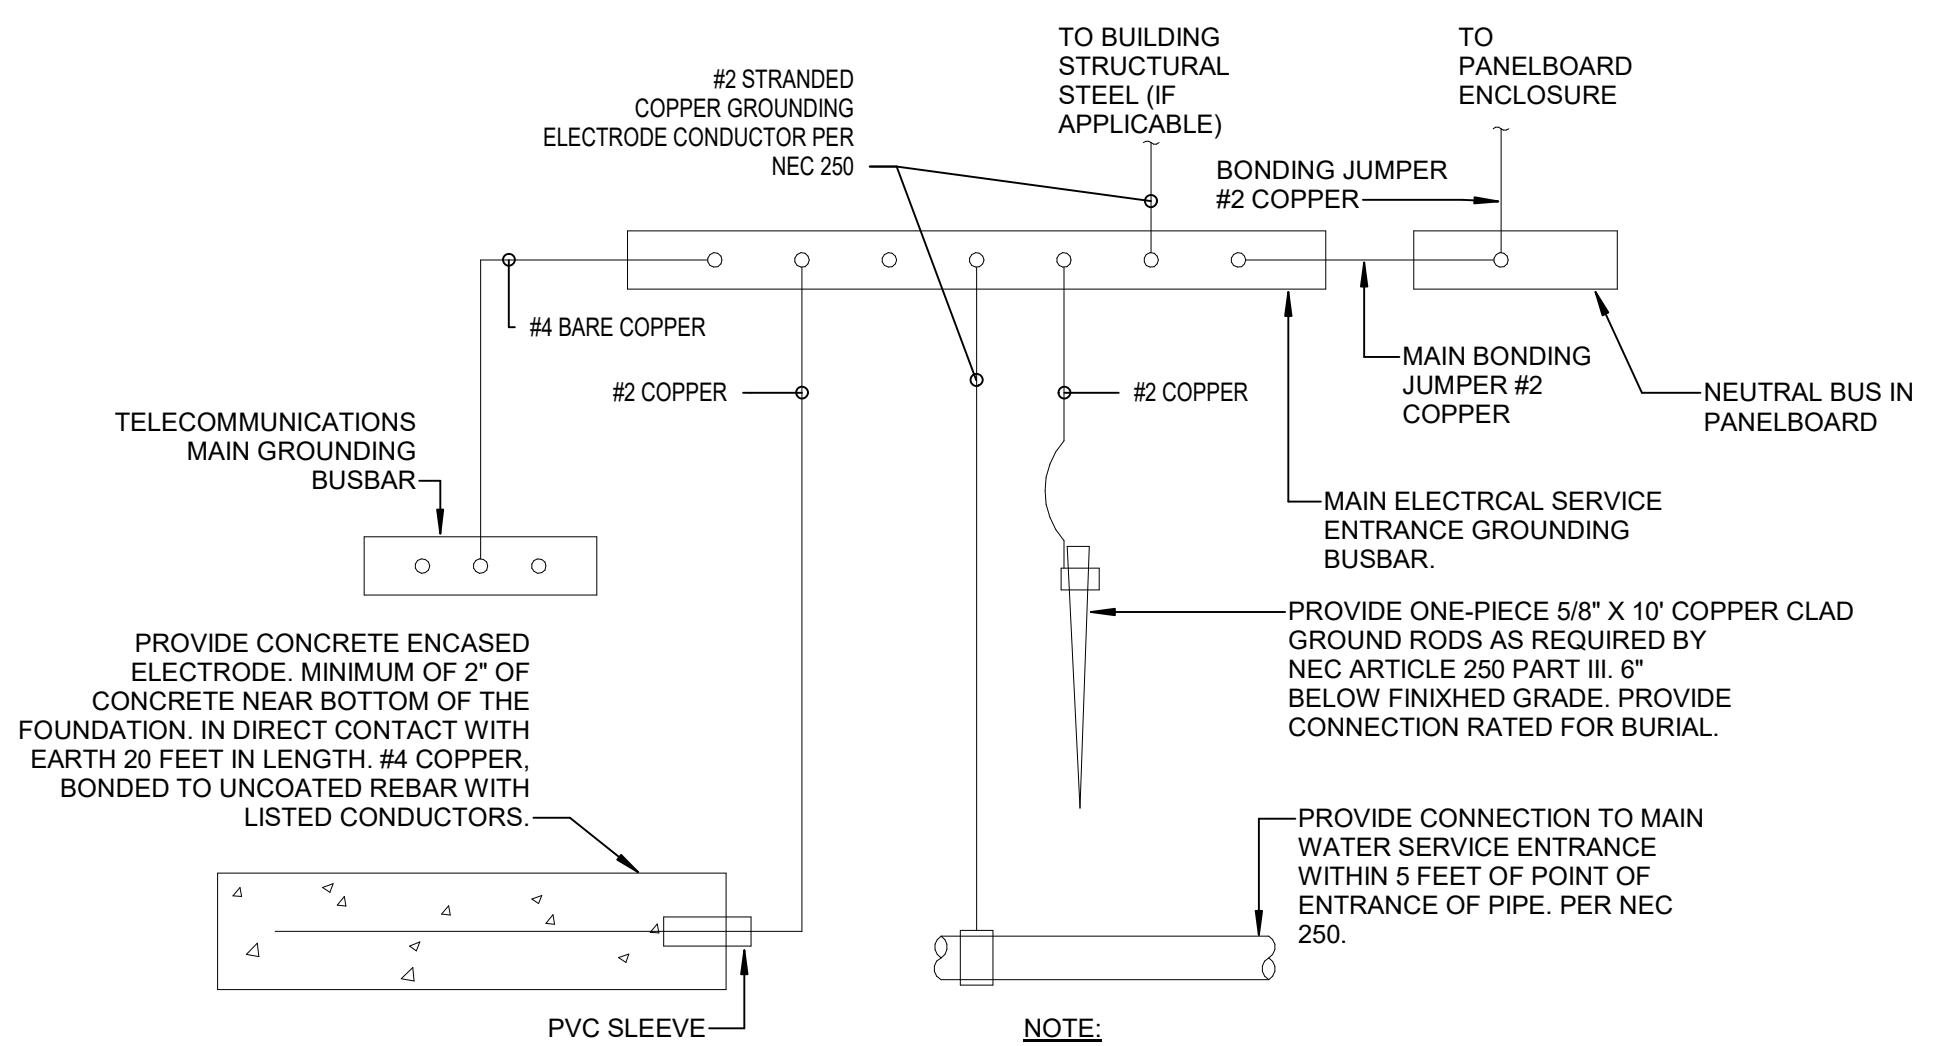 TO BUILDING
STRUCTURAL
STEEL (IF
APPLICABLE)
TO
PANELBOARD
ENCLOSURE
#2 STRANDED
COPPER GROUNDING
ELECTRODE CONDUCTOR PER
NEC 250
BONDING JUMPER
#2 COPPER
#4 BARE COPPER
#2 COPPER
#2 COPPER
MAIN BONDING
JUMPER #2
COPPER
NEUTRAL BUS IN
PANELBOARD
TELECOMMUNICATIONS
MAIN GROUNDING
BUSBAR
MAIN ELECTRCAL SERVICE
ENTRANCE GROUNDING
BUSBAR.
PROVIDE ONE-PIECE 5/8" X 10' COPPER CLAD
GROUND RODS AS REQUIRED BY
NEC ARTICLE 250 PART III. 6"
BELOW FINIXHED GRADE. PROVIDE
CONNECTION RATED FOR BURIAL.
PROVIDE CONCRETE ENCASED
ELECTRODE. MINIMUM OF 2" OF
CONCRETE NEAR BOTTOM OF THE
FOUNDATION. IN DIRECT CONTACT WITH
EARTH 20 FEET IN LENGTH. #4 COPPER,
BONDED TO UNCOATED REBAR WITH
LISTED CONDUCTORS.
PROVIDE CONNECTION TO MAIN
WATER SERVICE ENTRANCE
WITHIN 5 FEET OF POINT OF
ENTRANCE OF PIPE. PER NEC
250.
PVC SLEEVE
NOTE: